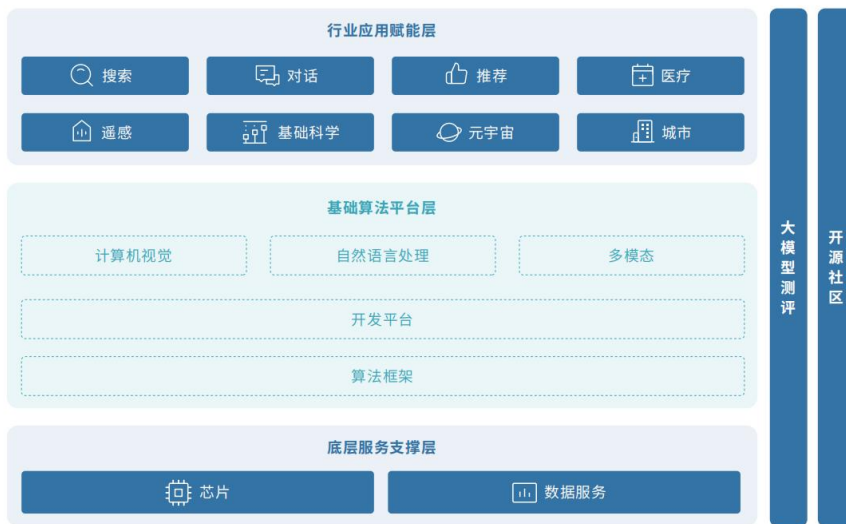 行业应用赋能层
搜索
对话
推荐
医疗
遥感
基础科学
元宇宙
城市
基础算法平台层
计算机视觉
自然语言处理
多模态
开发平台
算法框架
底层服务支撑层
芯片
数据服务
大模型测评
开源社区